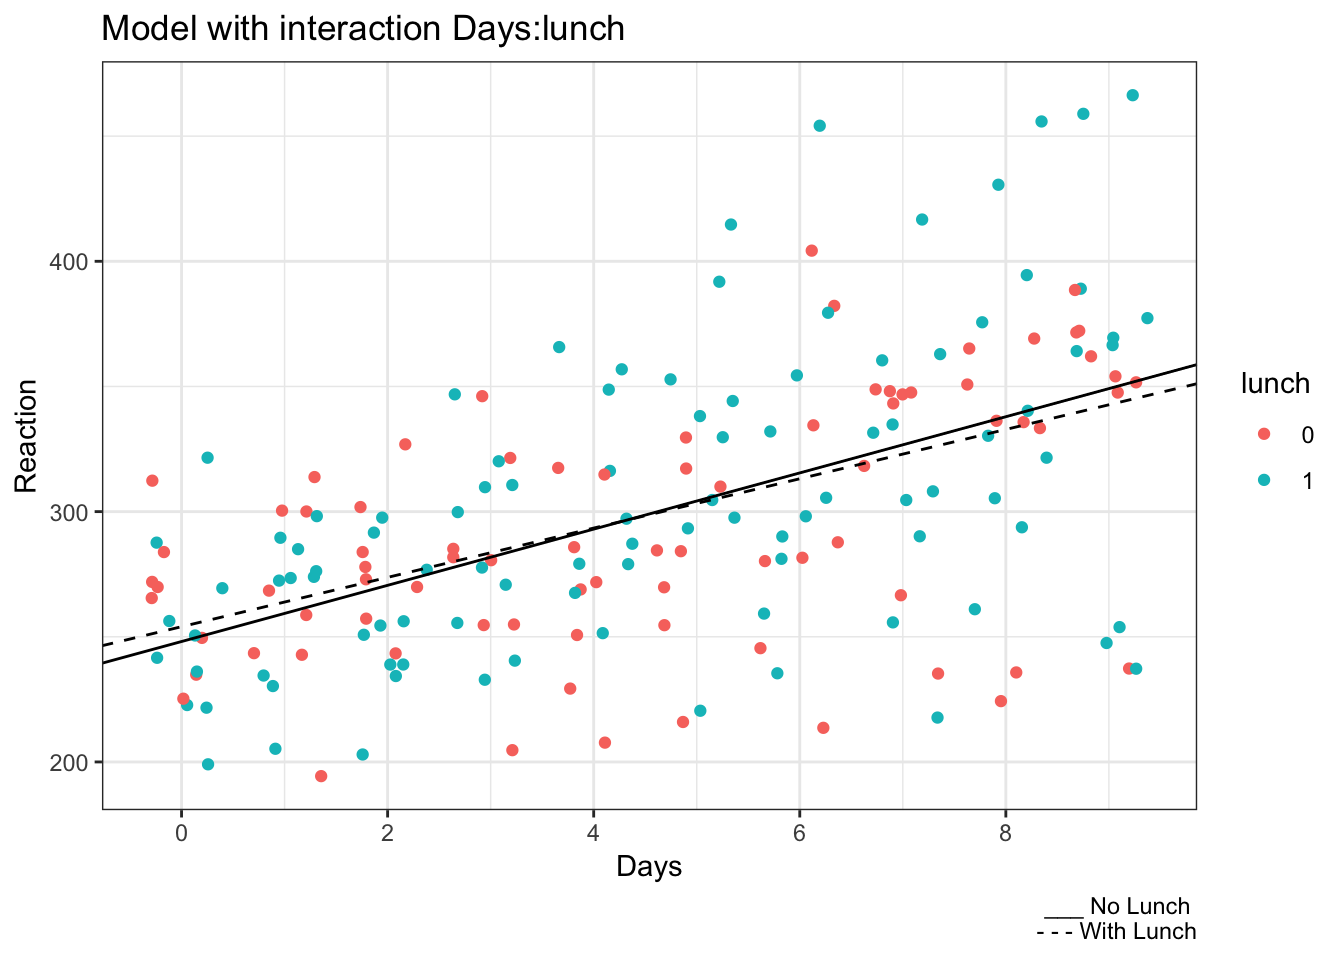 Model with interaction Days:lunch
Reaction
400
300
200
0 2 4 6 8
Days
lunch
0
1
___ No Lunch
- - - With Lunch